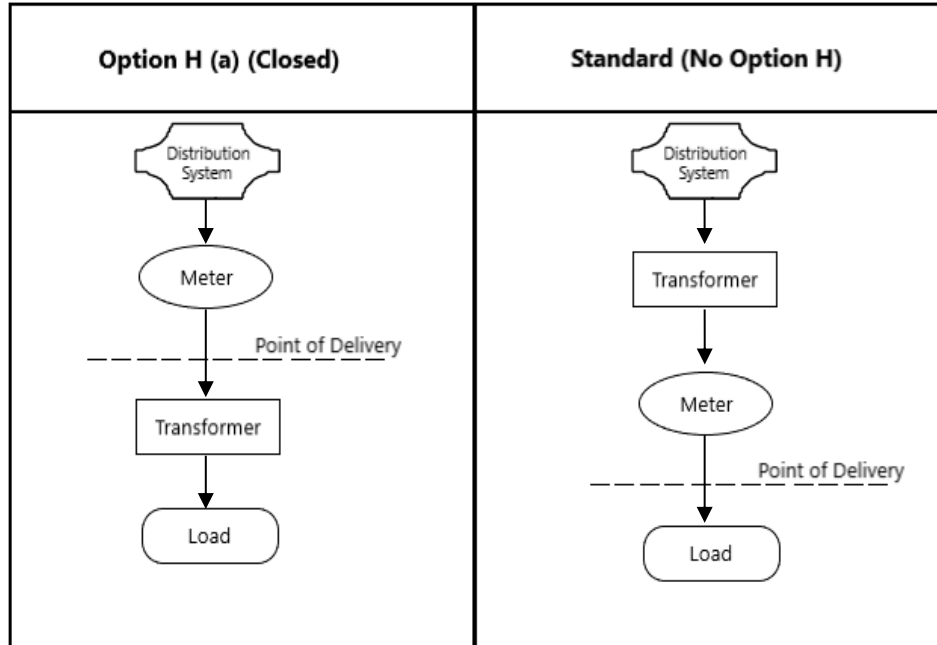 Option H (a) (Closed)
Distribution
System
Meter
Point of Delivery
Transformer
Load
Standard (No Option H)
Distribution
System
Transformer
Meter
Point of Delivery
Load